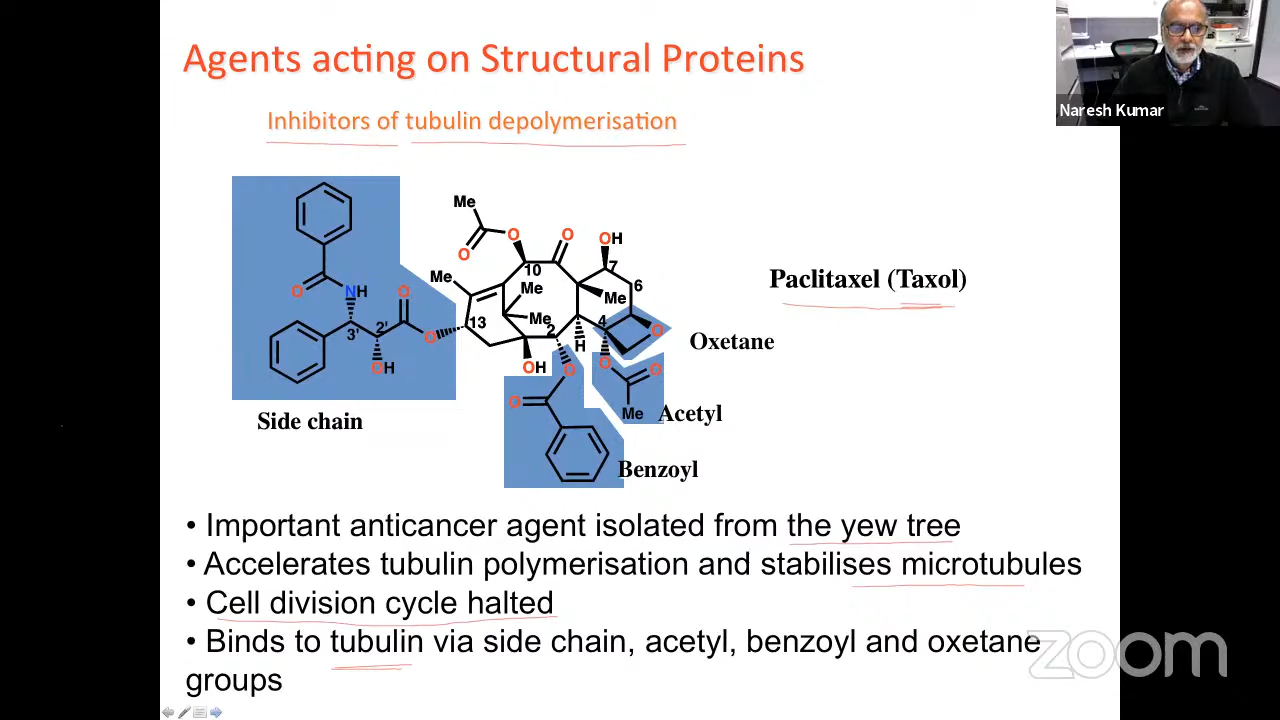 Agents acting on Structural Proteins
Naresh Kumar
Inhibitors of tubulin depolymerisation
Me
O
O
O
OH
10
7
6
Me
Me
Me
Me
O
NH
O
13
2
4
O
3'
2'
O
H
OH
OH
O
O
O
O
Me
Paclitaxel (Taxol)
Oxetane
Acetyl
Side chain
Benzoyl
• Important anticancer agent isolated from the yew tree
• Accelerates tubulin polymerisation and stabilises microtubules
• Cell division cycle halted
• Binds to tubulin via side chain, acetyl, benzoyl and oxetane
groups
zoom